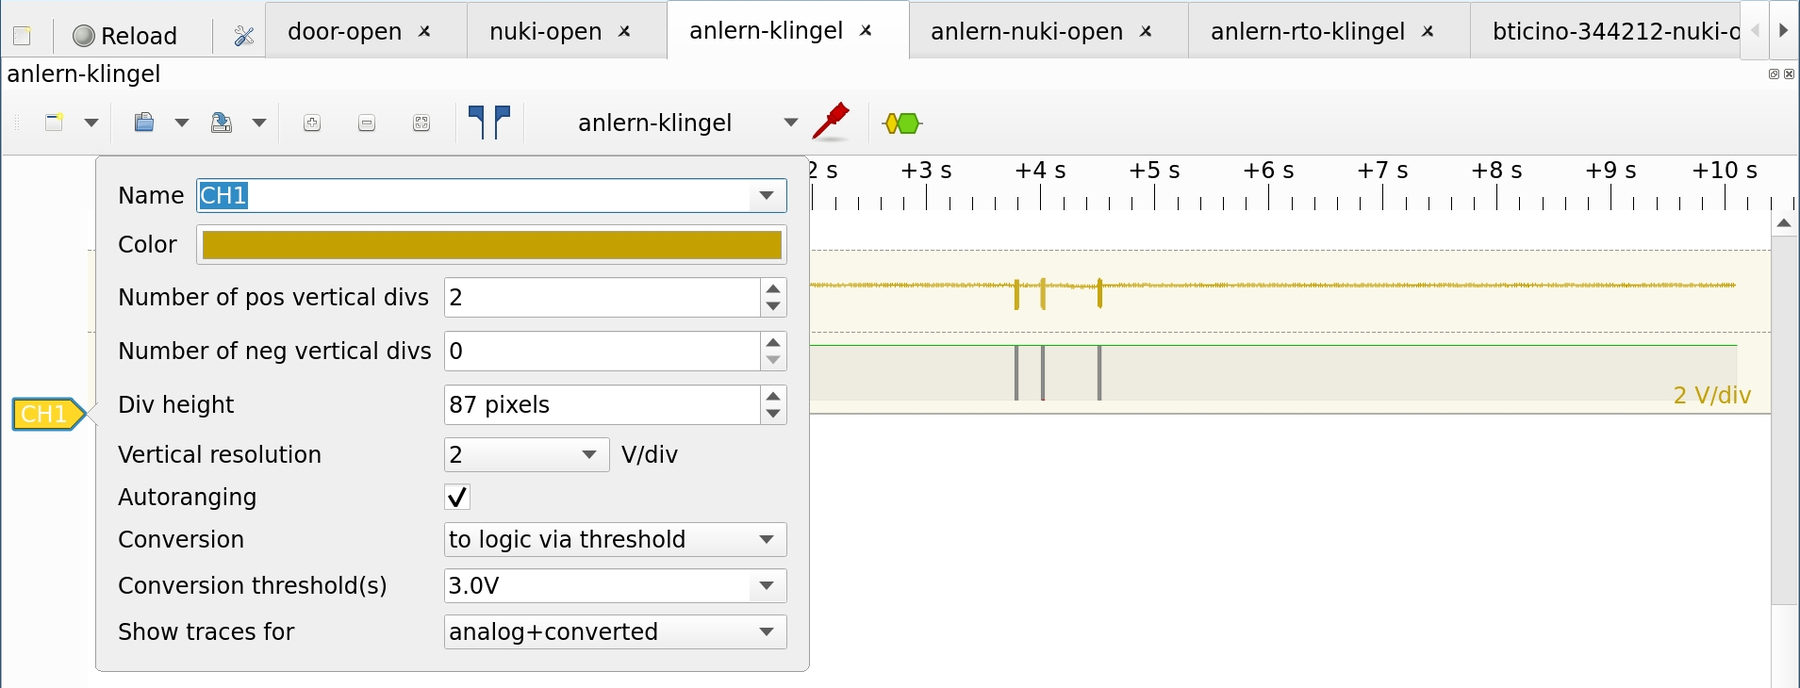 Reload
door-open
nuki-open
anlern-klingel
anlern-nuki-open
anlern-rto-klingel
bticino-344212-nuki-o
anlern-klingel
anlern-klingel
2 s +3 s +4 s +5 s +6 s +7 s +8 s +9 s +10 s
Name CH1
Color
Number of pos vertical divs 2
Number of neg vertical divs 0
Div height 87 pixels
Vertical resolution 2 V/div
Autoranging
Conversion to logic via threshold
Conversion threshold(s) 3.0V
Show traces for analog+converted
CH1
2 V/div